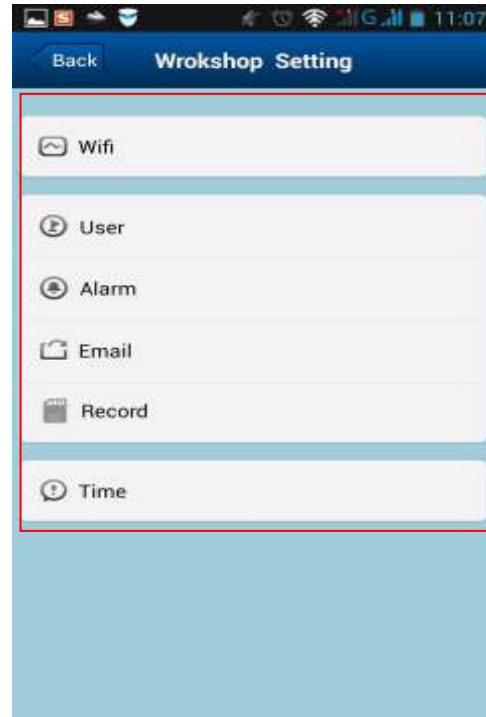 G 11:07
Back Wrokshop Setting
Wifi
User
Alarm
Email
Record
Time